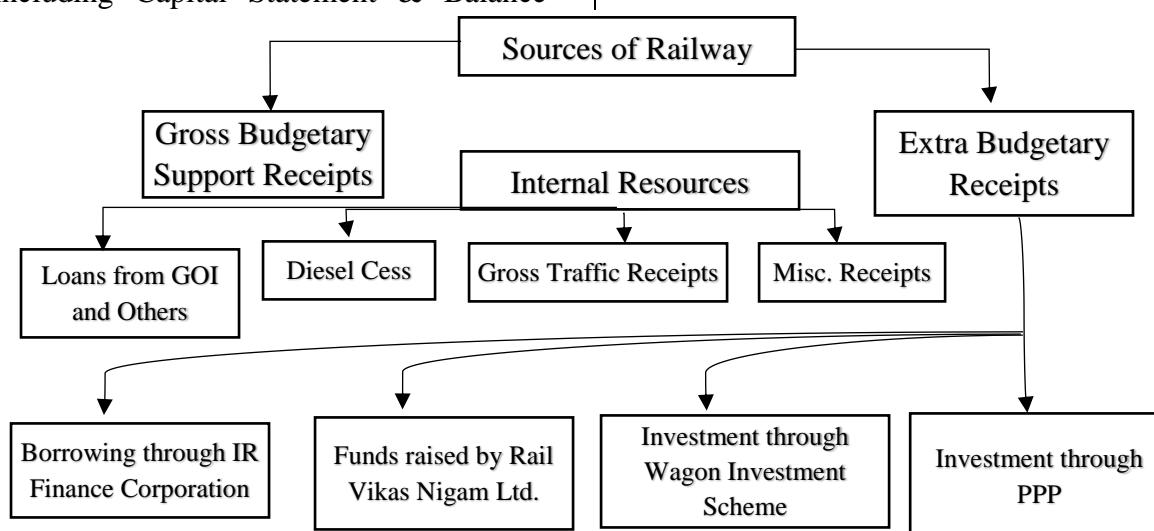 including Capital Statement & Balance
Sources of Railway
Gross Budgetary
Support Receipts
Extra Budgetary
Receipts
Internal Resources
Loans from GOI
and Others
Diesel Cess
Gross Traffic Receipts
Misc. Receipts
Borrowing through IR
Finance Corporation
Funds raised by Rail
Vikas Nigam Ltd.
Investment through
Wagon Investment
Scheme
Investment through
PPP